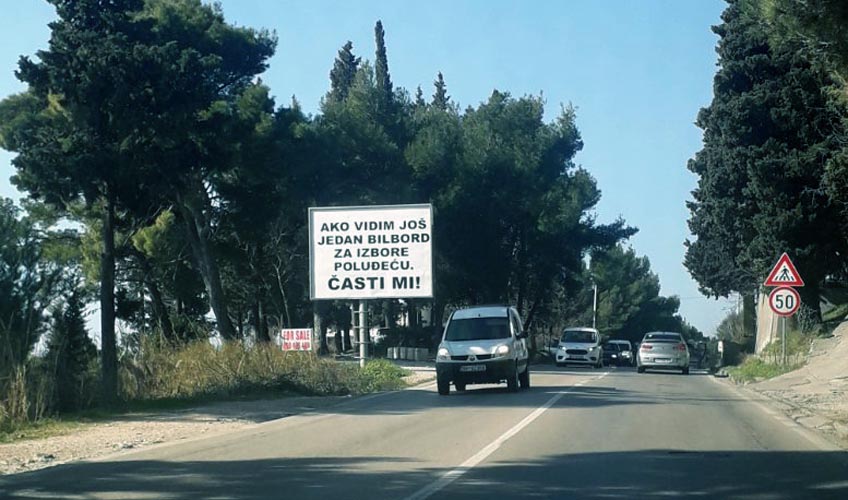 AKO VIDIM JOŠ
JEDAN BILBORD
ZA IZBORE
POLUDEĆU.
ČASTI MI!
FOR SALE
50